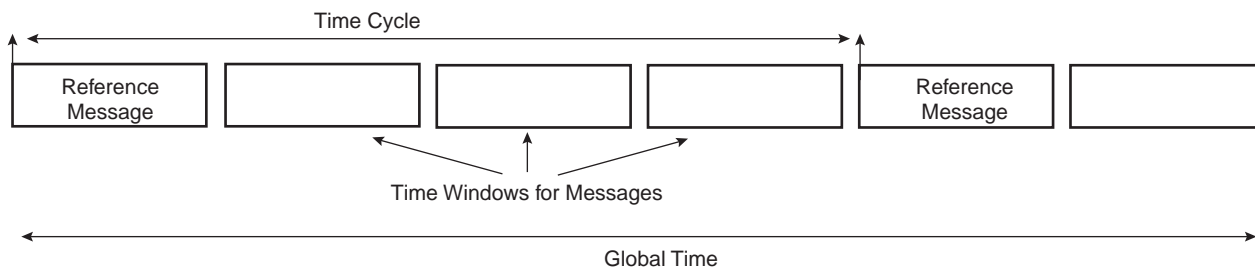 Time Cycle
Reference
Message
Reference
Message
Time Windows for Messages
Global Time